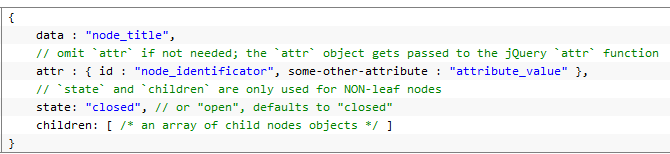 {
data : "node_title",
// omit `attr` if not needed; the `attr` object gets passed to the jQuery `attr` function
attr : { id : "node_identificator", some-other-attribute : "attribute_value" },
// `state` and `children` are only used for NON-leaf nodes
state: "closed", // or "open", defaults to "closed"
children: [ /* an array of child nodes objects */ ]
}